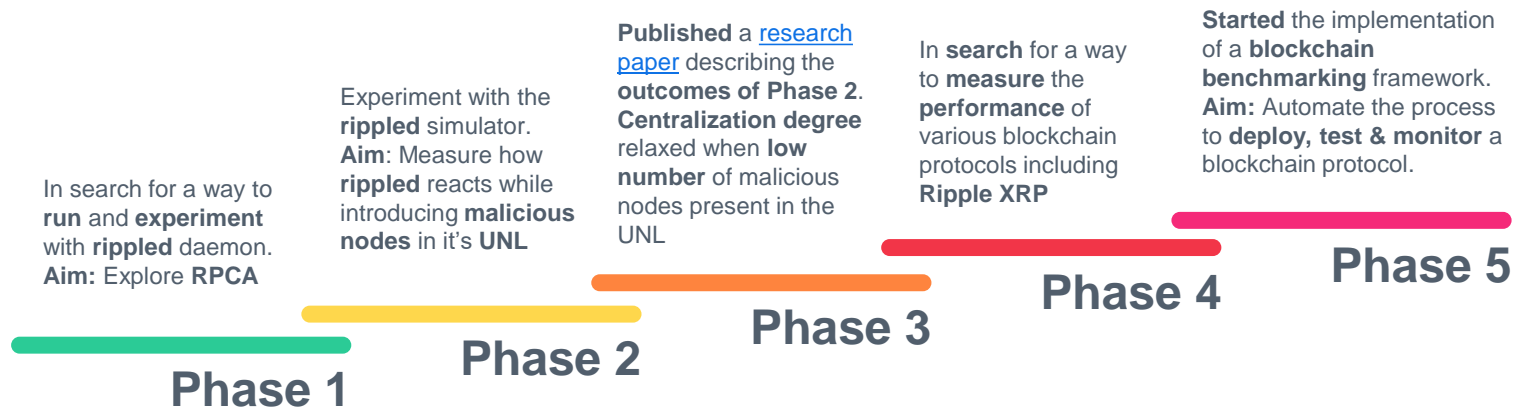 In search for a way to
run and experiment
with rippled daemon.
Aim: Explore RPCA
Phase 1
Experiment with the
rippled simulator.
Aim: Measure how
rippled reacts while
introducing malicious
nodes in it's UNL
Phase 2
Published a research
paper describing the
outcomes of Phase 2.
Centralization degree
relaxed when low
number of malicious
nodes present in the
UNL
Phase 3
In search for a way
to measure the
performance of
various blockchain
protocols including
Ripple XRP
Phase 4
Started the implementation
of a blockchain
benchmarking framework.
Aim: Automate the process
to deploy, test & monitor a
blockchain protocol.
Phase 5